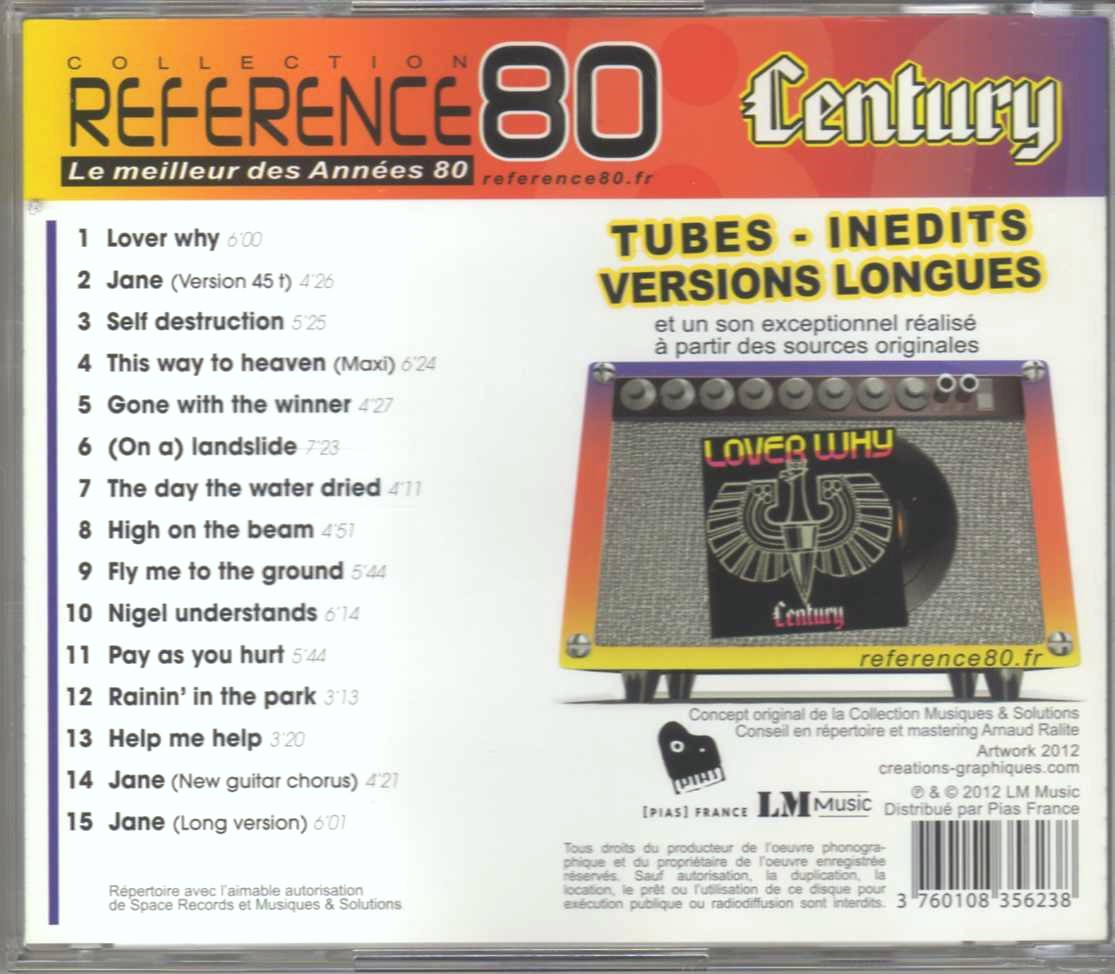 COLLECTION
REFERENCE 80
Le meilleur des Années 80
reference80.fr
Century
1 Lover why 6'00
2 Jane (Version 45 t) 4'26
3 Self destruction 5'25
4 This way to heaven (Maxi) 6'24
5 Gone with the winner 4'27
6 (On a) landslide 7'23
7 The day the water dried 4'11
8 High on the beam 4'51
9 Fly me to the ground 5'44
10 Nigel understands 6'14
11 Pay as you hurt 5'44
12 Rainin' in the park 3'13
13 Help me help 3'20
14 Jane (New guitar chorus) 4'21
15 Jane (Long version) 6'01
Répertoire avec l'aimable autorisation
de Space Records et Musiques & Solutions
TUBES - INEDITS
VERSIONS LONGUES
et un son exceptionnel réalisé
à partir des sources originales
LOVER WHY
Century
reference80.fr
Concept original de la Collection Musiques & Solutions
Conseil en répertoire et mastering Arnaud Ralite
Artwork 2012
creations-graphiques.com
PIAS
[PIAS] FRANCE
LM Music
℗ & © 2012 LM Music
Distribué par Pias France
Tous droits du producteur de l'oeuvre phonogra-
phique et du propriétaire de l'oeuvre enregistrée
réservés. Sauf autorisation, la duplication, la
location, le prêt ou l'utilisation de ce disque pour
exécution publique ou radiodiffusion sont interdits.
3 760108 356238